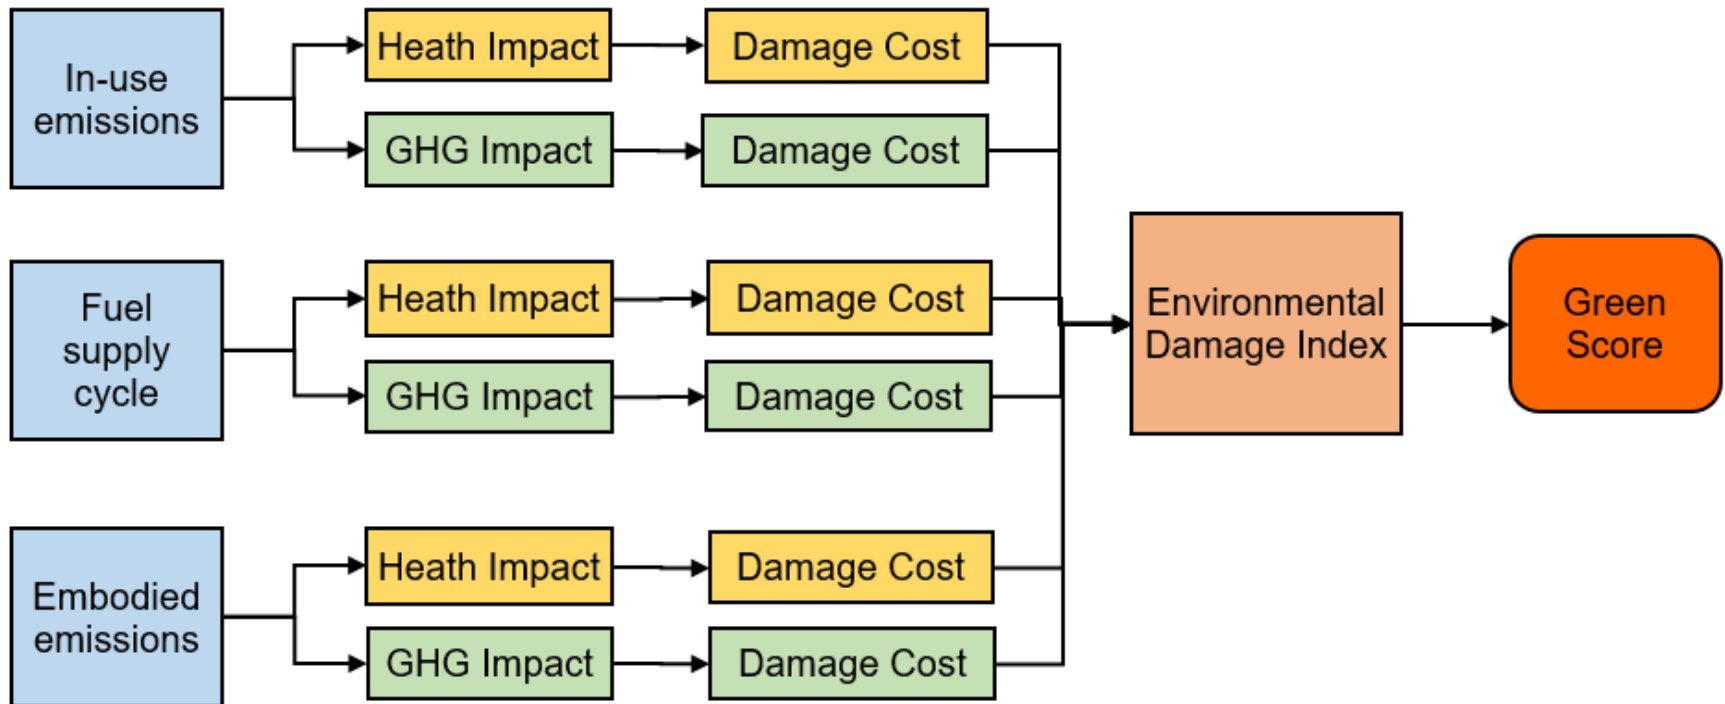 In-use
emissions
Heath Impact
Damage Cost
GHG Impact
Damage Cost
Fuel
supply
cycle
Heath Impact
Damage Cost
GHG Impact
Damage Cost
Embodied
emissions
Heath Impact
Damage Cost
GHG Impact
Damage Cost
Environmental
Damage Index
Green
Score